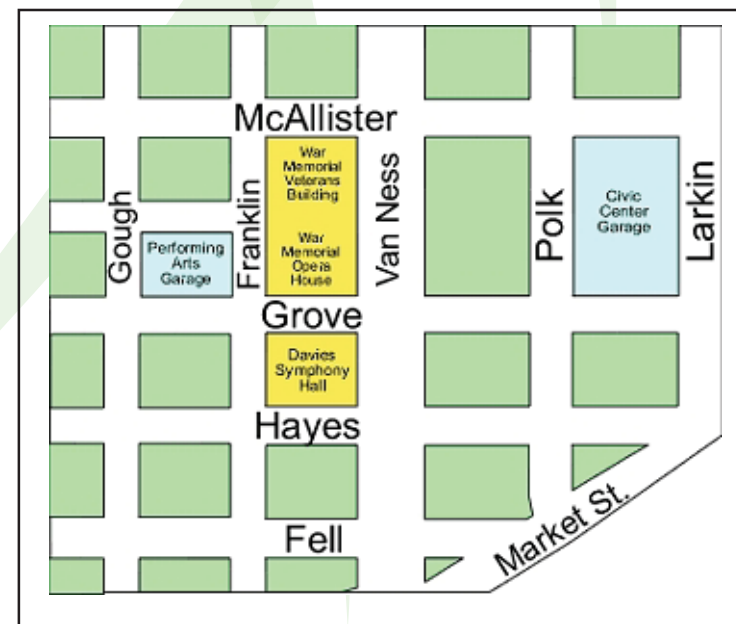 McAllister
War
Memorial
Veterans
Building
War
Memorial
Opera
House
Gough
Performing
Arts
Garage
Franklin
Van Ness
Polk
Civic
Center
Garage
Larkin
Grove
Davies
Symphony
Hall
Hayes
Fell
Market St.